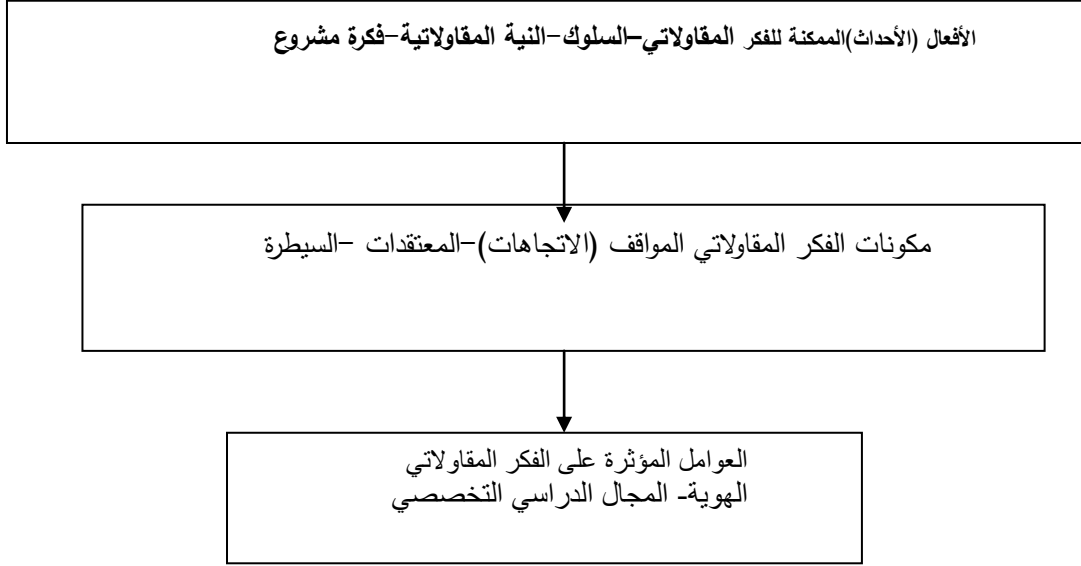 الأفعال (الأحداث)الممكنة للفكر المقاولاتي–السلوك–النية المقاولاتية–فكرة مشروع
مكونات الفكر المقاولاتي المواقف (الاتجاهات)–المعتقدات –السيطرة
العوامل المؤثرة على الفكر المقاولاتي
الهوية- المجال الدراسي التخصصي